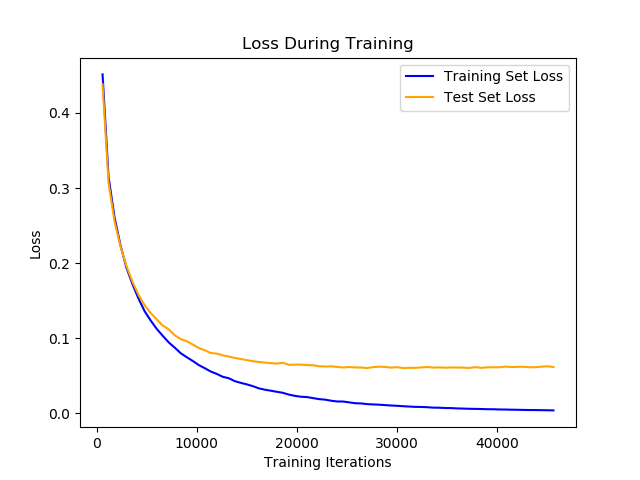 Loss During Training
Training Set Loss
Test Set Loss
Loss
0.4
0.3
0.2
0.1
0.0
0 10000 20000 30000 40000
Training Iterations